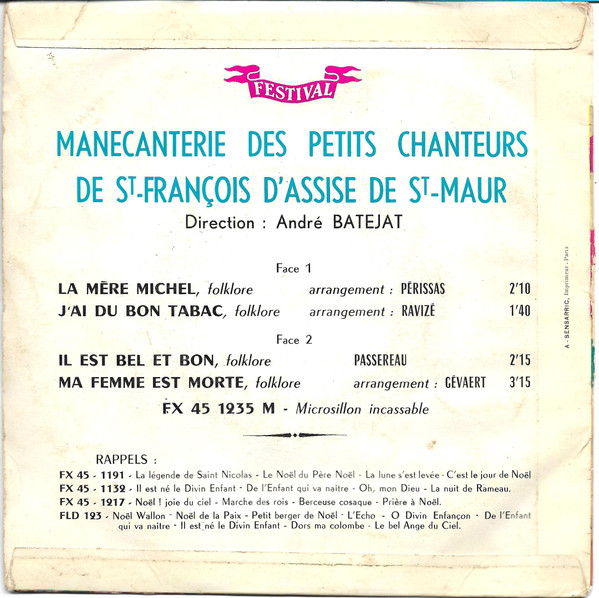 FESTIVAL
MANECANTERIE DES PETITS CHANTEURS
DE ST-FRANÇOIS D'ASSISE DE ST-MAUR
Direction : André BATEJAT
Face 1
LA MÈRE MICHEL, folklore arrangement : PÉRISSAS 2'10
J'AI DU BON TABAC, folklore arrangement : RAVIZÉ 1'40
Face 2
IL EST BEL ET BON, folklore PASSEREAU 2'15
MA FEMME EST MORTE, folklore arrangement : GÉVAERT 3'15
FX 45 1235 M - Microsillon incassable
RAPPELS :
FX 45 - 1191 - La légende de Saint Nicolas - Le Noël du Père Noël - La lune s'est levée - C'est le jour de Noël
FX 45 - 1132 - Il est né le Divin Enfant - De l'Enfant qui va naître - Oh, mon Dieu - La nuit de Rameau.
FX 45 - 1217 - Noël ! joie du ciel - Marche des rois - Berceuse cosaque - Prière à Noël.
FLD 123 - Noël Wallon - Noël de la Paix - Petit berger de Noël - L'Echo - O Divin Enfançon - De l'Enfant
qui va naître - Il est né le Divin Enfant - Dors ma colombe - Le bel Ange du Ciel.
A - SENSARRIC, Imprimeur - Paris